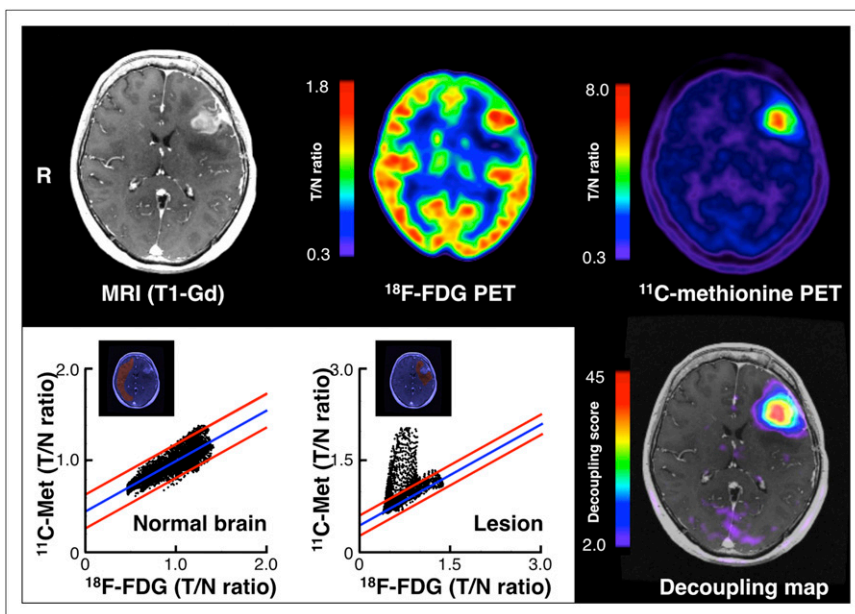 R
MRI (T1-Gd)
1.8
T/N ratio
0.3
18F-FDG PET
8.0
T/N ratio
0.3
11C-methionine PET
2.0
1.0
0
11C-Met (T/N ratio)
Normal brain
0 1.0 2.0
18F-FDG (T/N ratio)
3.0
1.5
0
11C-Met (T/N ratio)
Lesion
0 1.5 3.0
18F-FDG (T/N ratio)
45
Decoupling score
2.0
Decoupling map